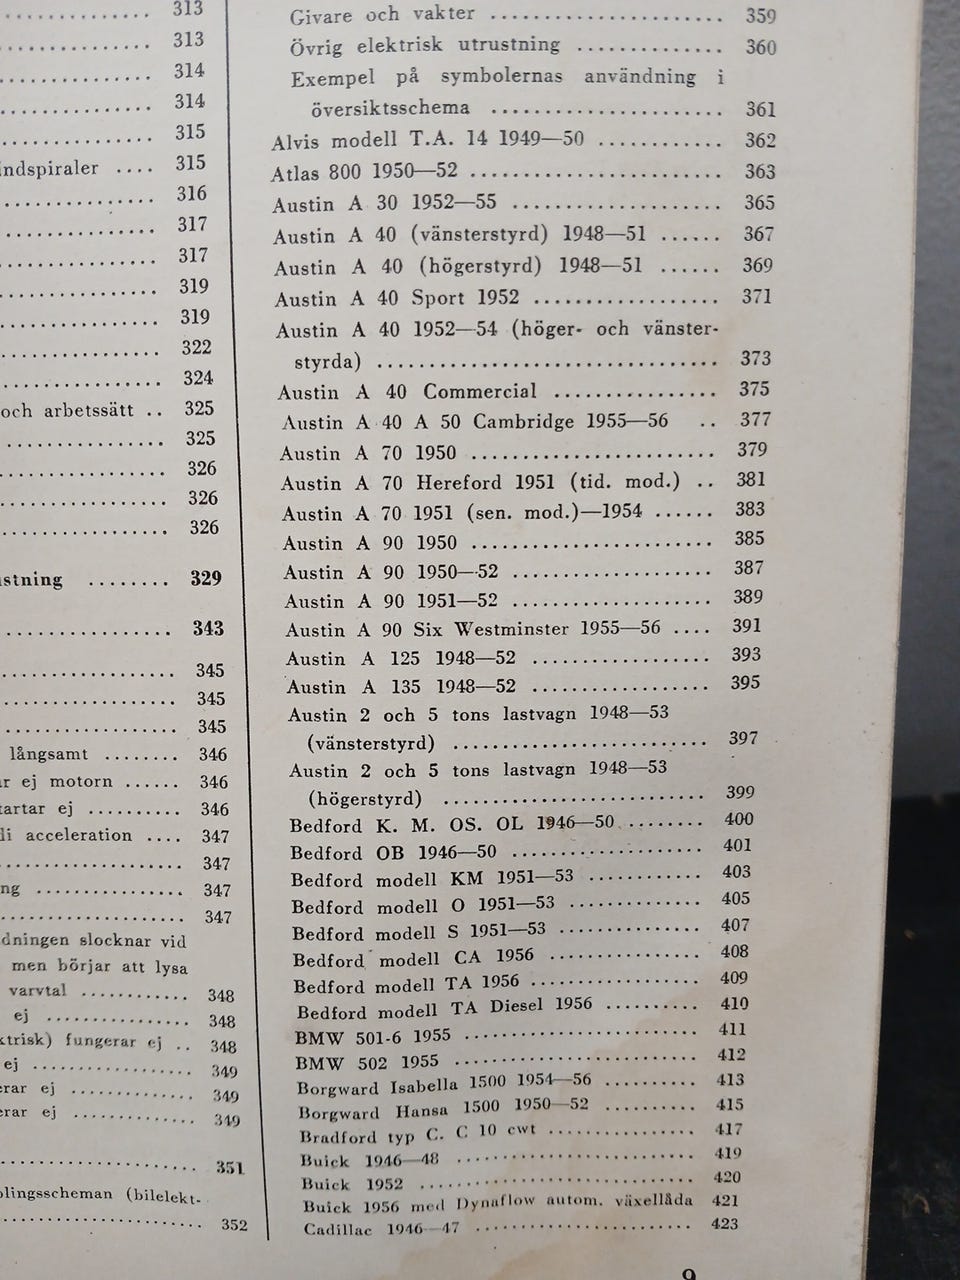 313
313
314
314
315
indspiraler .... 315
316
317
317
319
319
322
324
och arbetssätt .. 325
325
326
326
326
stning ........ 329
343
345
345
345
långsamt ........ 346
r ej motorn ...... 346
tartar ej .......... 346
li acceleration .... 347
347
ng ................ 347
347
dningen slocknar vid
men börjar att lysa
varvtal ............ 348
ej ................ 348
ktrisk) fungerar ej .. 348
ej .................. 349
rar ej ............. 349
erar ej ............ 349
351
olingsscheman (bilelekt-
352
Givare och vakter ....................... 359
Övrig elektrisk utrustning .............. 360
Exempel på symbolernas användning i
översiktsschema ...................... 361
Alvis modell T.A. 14 1949—50 ............ 362
Atlas 800 1950—52 ........................ 363
Austin A 30 1952—55 .................... 365
Austin A 40 (vänsterstyrd) 1948—51 ...... 367
Austin A 40 (högerstyrd) 1948—51 ...... 369
Austin A 40 Sport 1952 .................. 371
Austin A 40 1952—54 (höger- och vänster-
styrda) ................................. 373
Austin A 40 Commercial ................ 375
Austin A 40 A 50 Cambridge 1955—56 .. 377
Austin A 70 1950 ........................ 379
Austin A 70 Hereford 1951 (tid. mod.) .. 381
Austin A 70 1951 (sen. mod.)—1954 ...... 383
Austin A 90 1950 ........................ 385
Austin A 90 1950—52 .................... 387
Austin A 90 1951—52 .................... 389
Austin A 90 Six Westminster 1955—56 .... 391
Austin A 125 1948—52 .................. 393
Austin A 135 1948—52 .................. 395
Austin 2 och 5 tons lastvagn 1948—53
(vänsterstyrd) ......................... 397
Austin 2 och 5 tons lastvagn 1948—53
(högerstyrd) .......................... 399
Bedford K. M. OS. OL 1946—50 ........ 400
Bedford OB 1946—50 ................... 401
Bedford modell KM 1951—53 ............ 403
Bedford modell O 1951—53 .............. 405
Bedford modell S 1951—53 .............. 407
Bedford modell CA 1956 ............... 408
Bedford modell TA 1956 ................. 409
Bedford modell TA Diesel 1956 .......... 410
BMW 501-6 1955 ........................ 411
BMW 502 1955 ......................... 412
Borgward Isabella 1500 1954—56 .......... 413
Borgward Hansa 1500 1950—52 .......... 415
Bradford typ C. C 10 cwt ................ 417
Buick 1946—48 .......................... 419
Buick 1952 .............................. 420
Buick 1956 med Dynaflow autom. växellåda 421
Cadillac 1946—47 ........................ 423
9